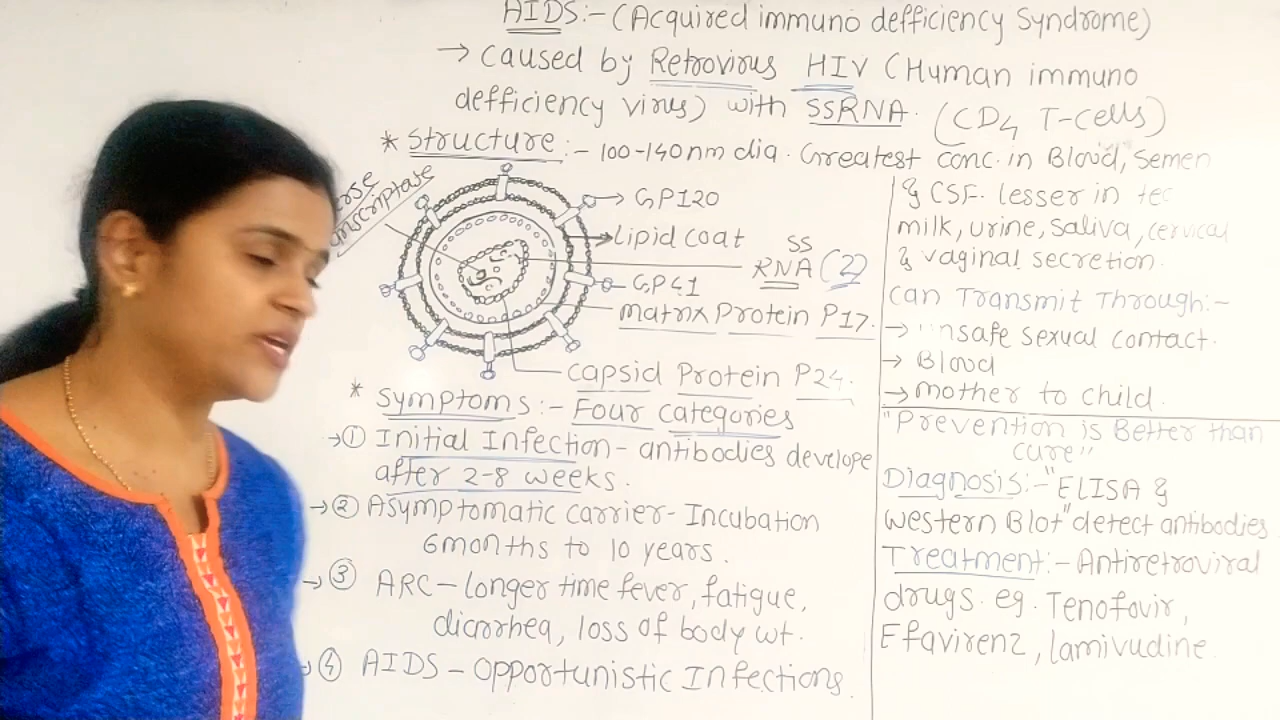 AIDS:- (Acquired immuno defficiency Syndrome)
→ caused by Retrovirus HIV (Human immuno
defficiency virus) with SSRNA. (CD4 T-cells)
* Structure:- 100-140nm dia. Greatest conc. in Blood, Semen
GP120
Lipid coat
SS
RNA (2)
GP41
matrix Protein P17.
capsid Protein P24.
* Symptoms:- Four categories
→① Initial Infection - antibodies develope
after 2-8 weeks.
→② Asymptomatic carrier- Incubation
6months to 10 years.
→③ ARC - longer time fever, fatigue,
diarrhea, loss of body wt.
④ AIDS - Opportunistic Infections.
& CSF. lesser in
milk, urine, saliva, cervical
& vaginal secretion.
can Transmit Through:-
→ unsafe sexual contact.
→ Blood
→ mother to child.
"Prevention is Better than
cure"
Diagnosis:- "ELISA &
Western Blot" detect antibodies
Treatment:- Antiretroviral
drugs. eg. Tenofovir,
Efavirenz, lamivudine.